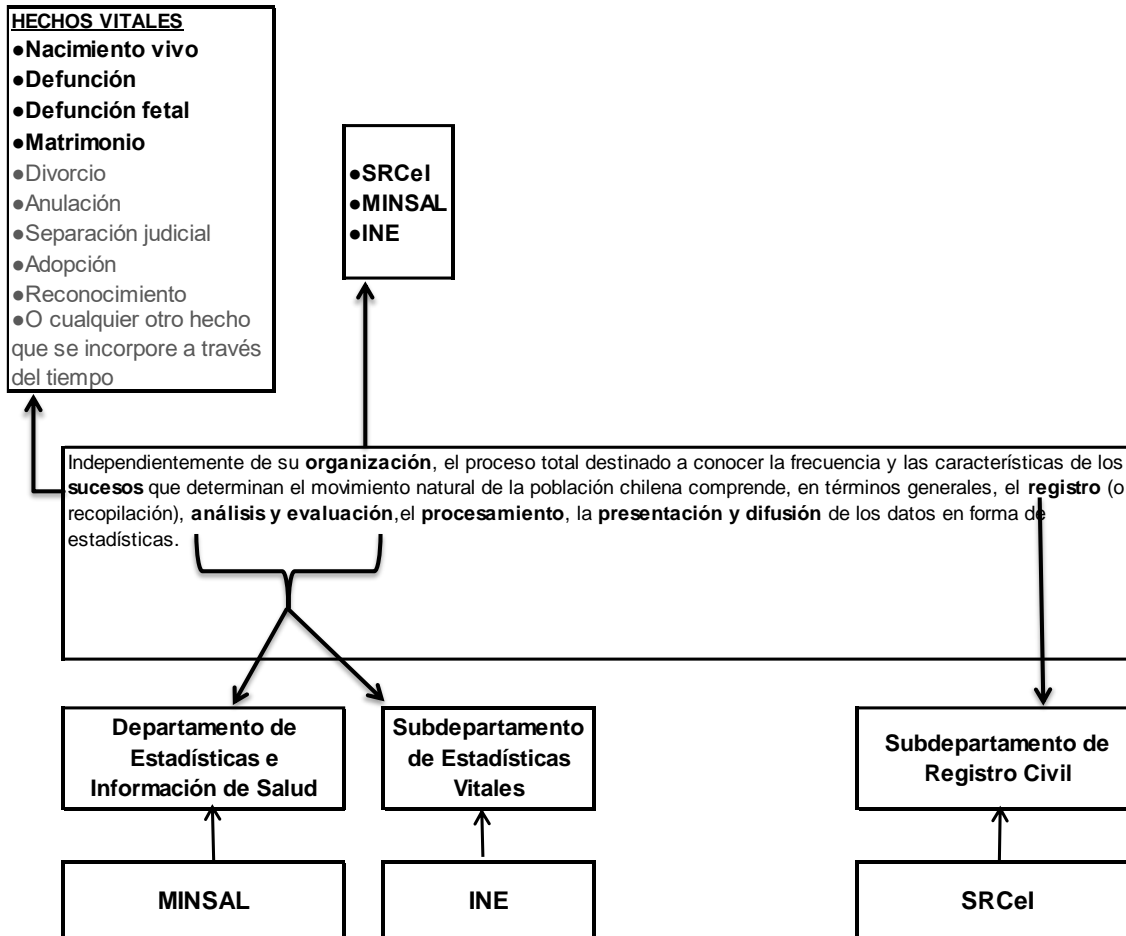 HECHOS VITALES
●Nacimiento vivo
●Defunción
●Defunción fetal
●Matrimonio
●Divorcio
●Anulación
●Separación judicial
●Adopción
●Reconocimiento
●O cualquier otro hecho
que se incorpore a través
del tiempo
●SRCeI
●MINSAL
●INE
Independientemente de su organización, el proceso total destinado a conocer la frecuencia y las características de los
sucesos que determinan el movimiento natural de la población chilena comprende, en términos generales, el registro (o
recopilación), análisis y evaluación,el procesamiento, la presentación y difusión de los datos en forma de
estadísticas.
Departamento de
Estadísticas e
Información de Salud
Subdepartamento
de Estadísticas
Vitales
Subdepartamento de
Registro Civil
MINSAL
INE
SRCeI